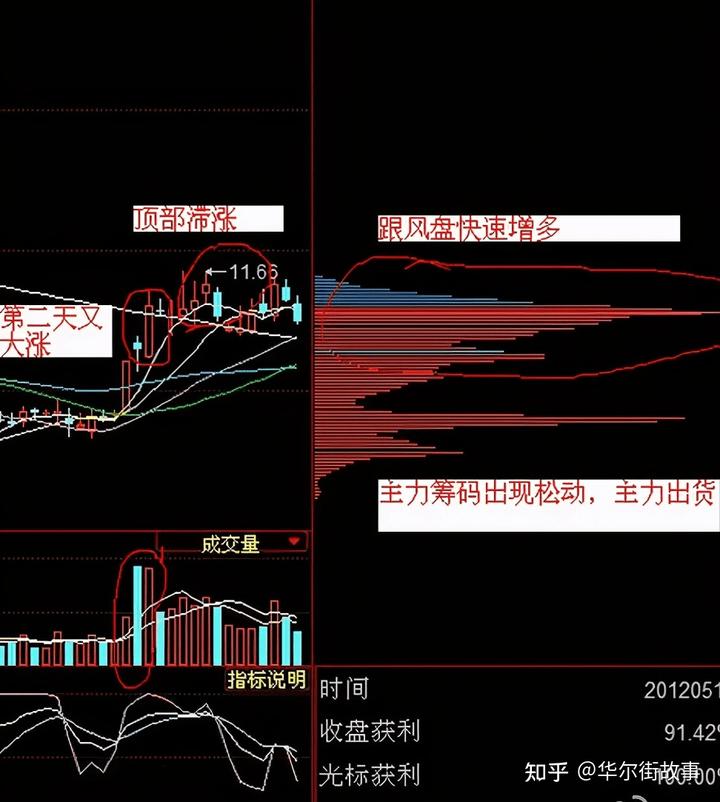 顶部滞涨
跟风盘快速增多
←11.66
第二天又
大涨
主力筹码出现松动，主力出货
成交量
指标说明
时间
2012051
收盘获利
91.42%
光标获利
100.00%
知乎 @华尔街故事